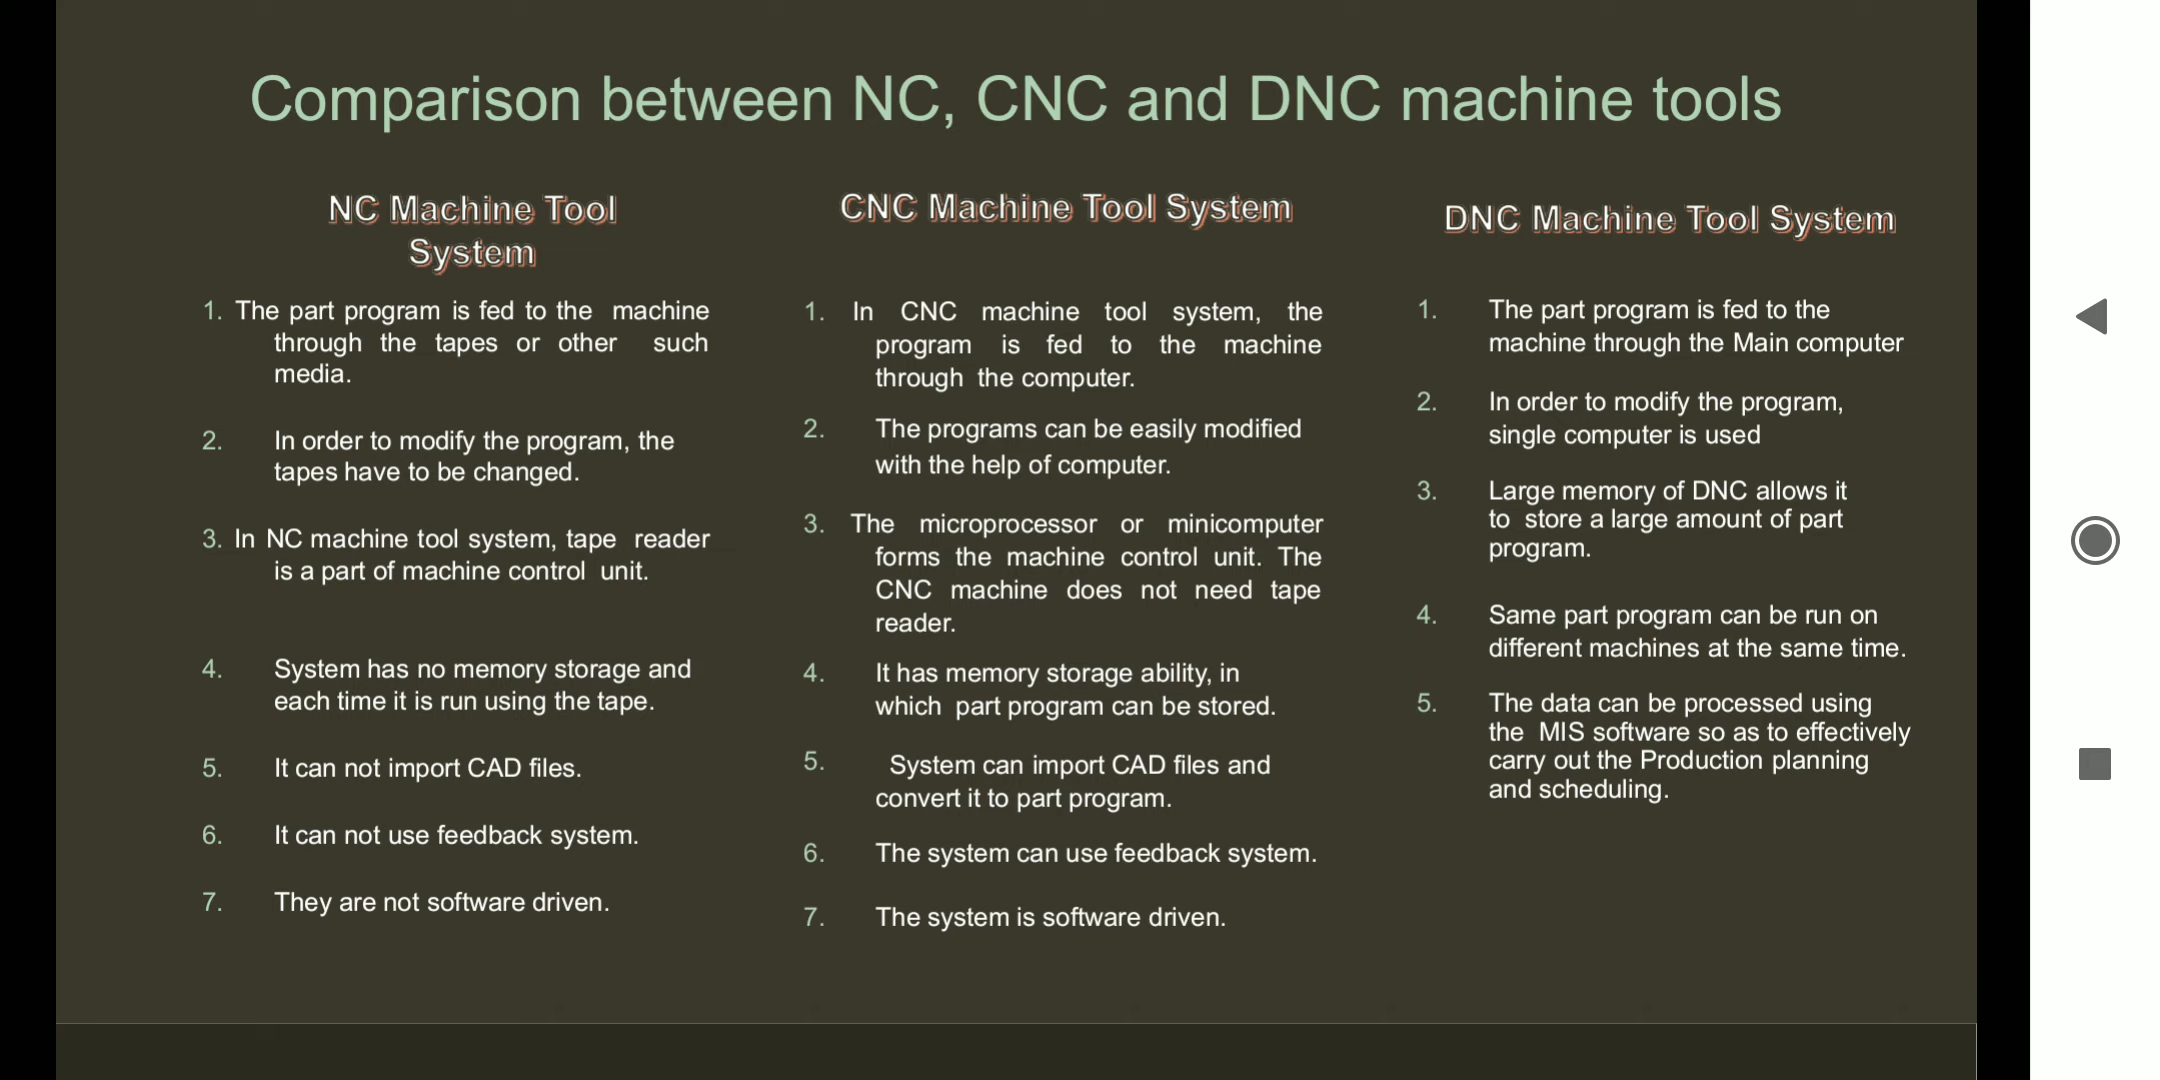 Comparison between NC, CNC and DNC machine tools
NC Machine Tool
System
1. The part program is fed to the machine
through the tapes or other such
media.
2. In order to modify the program, the
tapes have to be changed.
3. In NC machine tool system, tape reader
is a part of machine control unit.
4. System has no memory storage and
each time it is run using the tape.
5. It can not import CAD files.
6. It can not use feedback system.
7. They are not software driven.
CNC Machine Tool System
1. In CNC machine tool system, the
program is fed to the machine
through the computer.
2. The programs can be easily modified
with the help of computer.
3. The microprocessor or minicomputer
forms the machine control unit. The
CNC machine does not need tape
reader.
4. It has memory storage ability, in
which part program can be stored.
5. System can import CAD files and
convert it to part program.
6. The system can use feedback system.
7. The system is software driven.
DNC Machine Tool System
1. The part program is fed to the
machine through the Main computer
2. In order to modify the program,
single computer is used
3. Large memory of DNC allows it
to store a large amount of part
program.
4. Same part program can be run on
different machines at the same time.
5. The data can be processed using
the MIS software so as to effectively
carry out the Production planning
and scheduling.